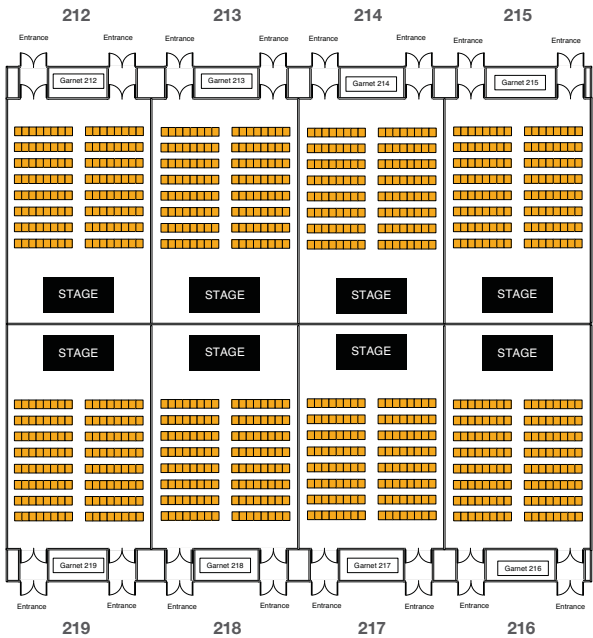 212 213 214 215
Entrance Entrance Entrance Entrance Entrance Entrance Entrance Entrance
Garnet 212 Garnet 213 Garnet 214 Garnet 215
STAGE STAGE STAGE STAGE
STAGE STAGE STAGE STAGE
Garnet 219 Garnet 218 Garnet 217 Garnet 216
Entrance Entrance Entrance Entrance Entrance Entrance Entrance Entrance
219 218 217 216